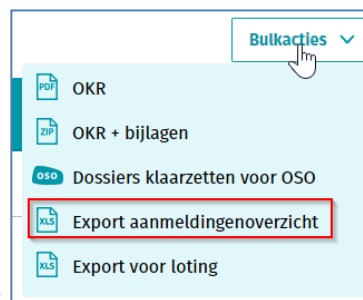 Bulkacties
PDF OKR
ZIP OKR + bijlagen
oso Dossiers klaarzetten voor OSO
XLS Export aanmeldingenoverzicht
XLS Export voor loting